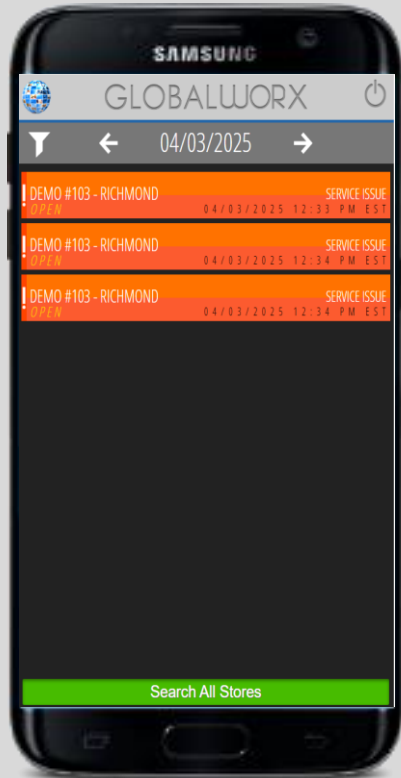 SAMSUNG
GLOBALWORX
04/03/2025
DEMO #103 - RICHMOND SERVICE ISSUE
OPEN 04/03/2025 12:33 PM EST
DEMO #103 - RICHMOND SERVICE ISSUE
OPEN 04/03/2025 12:34 PM EST
DEMO #103 - RICHMOND SERVICE ISSUE
OPEN 04/03/2025 12:34 PM EST
Search All Stores